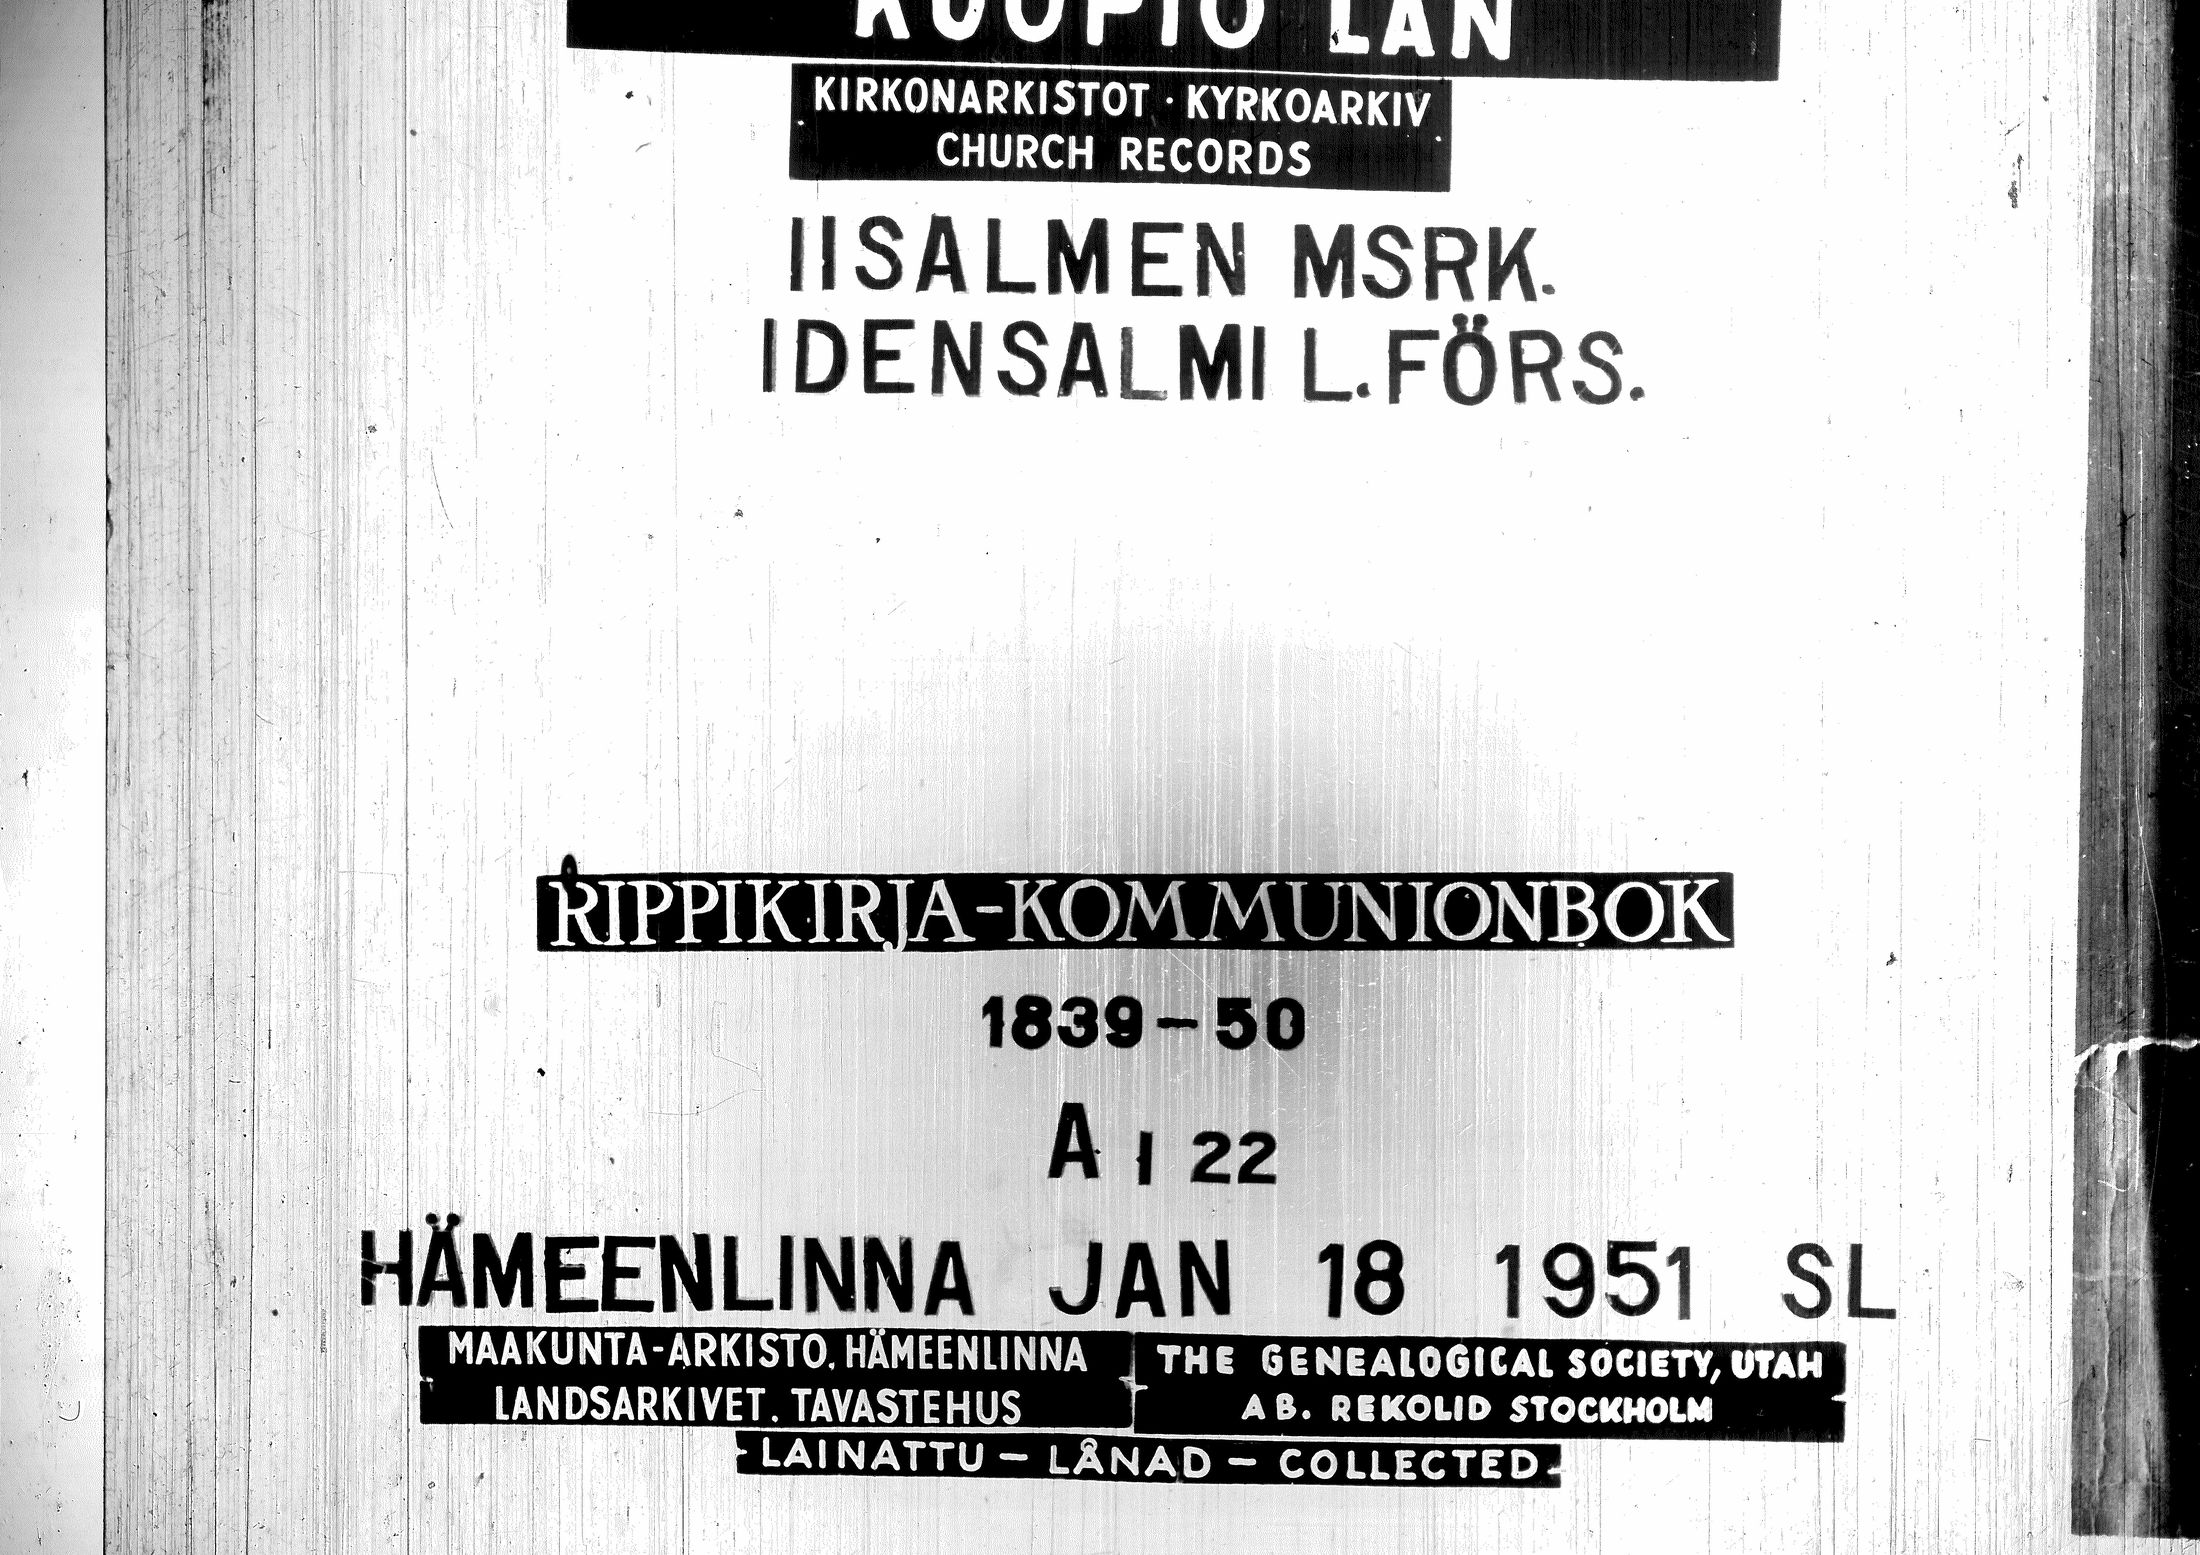 KUOPIO LÄN
KIRKONARKISTOT · KYRKOARKIV
CHURCH RECORDS
IISALMEN MSRK.
IDENSALMI L.FÖRS.
RIPPIKIRJA-KOMMUNIONBOK
1839-50
A I 22
HÄMEENLINNA JAN 18 1951 SL
MAAKUNTA-ARKISTO, HÄMEENLINNA
LANDSARKIVET. TAVASTEHUS
THE GENEALOGICAL SOCIETY, UTAH
AB. REKOLID STOCKHOLM
LAINATTU - LÅNAD - COLLECTED